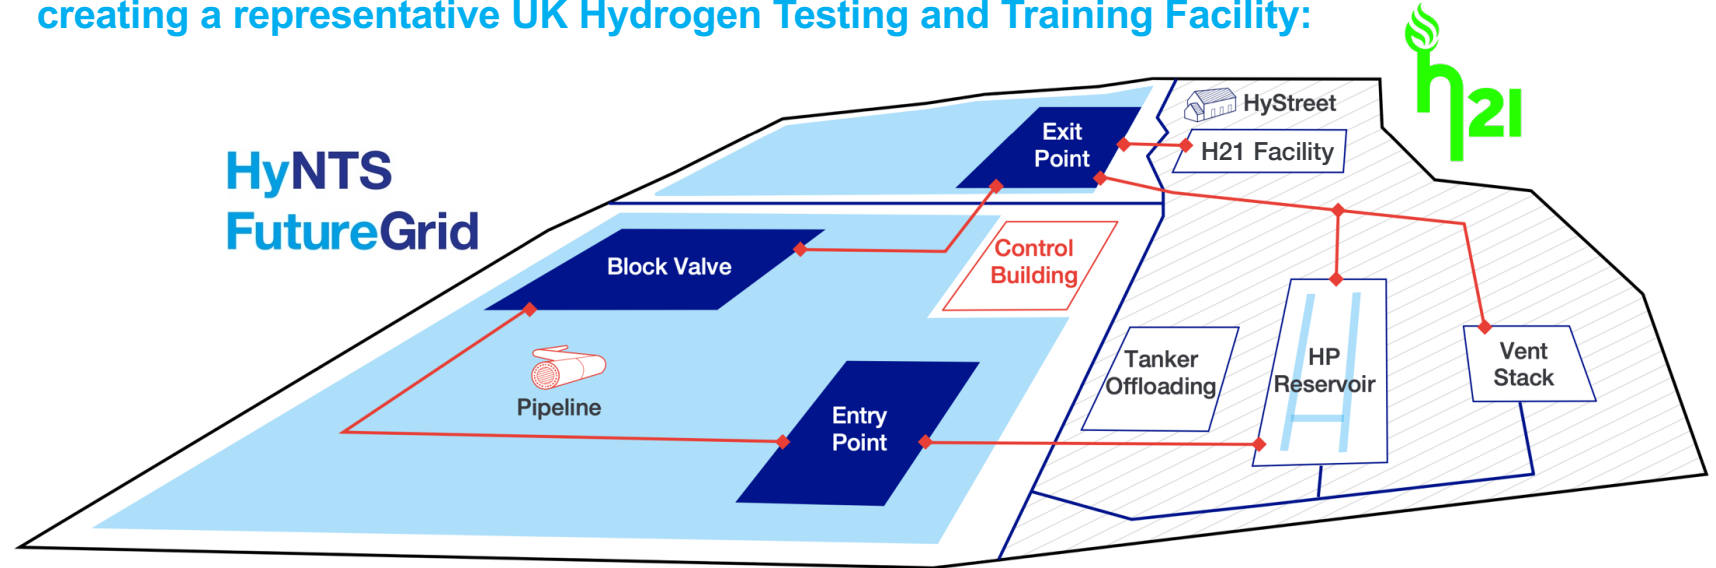 creating a representative UK Hydrogen Testing and Training Facility:
h21
HyNTS
FutureGrid
Exit
Point
HyStreet
H21 Facility
Block Valve
Control
Building
Pipeline
Entry
Point
Tanker
Offloading
HP
Reservoir
Vent
Stack